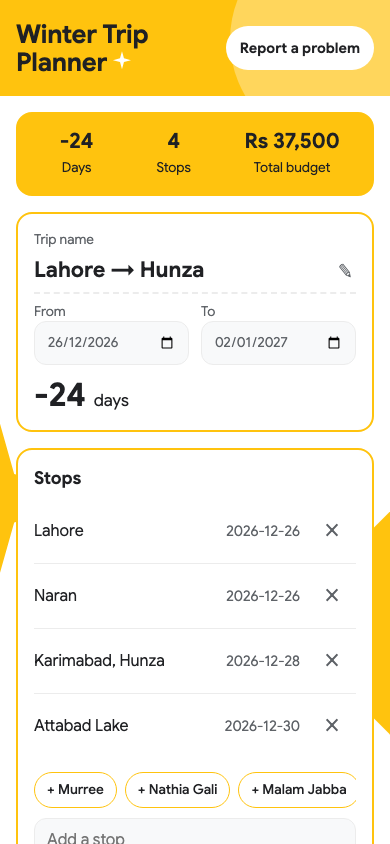 Winter Trip
Planner
Report a problem
-24
Days
4
Stops
Rs 37,500
Total budget
Trip name
Lahore → Hunza
From
To
26/12/2026
02/01/2027
-24 days
Stops
Lahore 2026-12-26
Naran 2026-12-26
Karimabad, Hunza 2026-12-28
Attabad Lake 2026-12-30
+ Murree
+ Nathia Gali
+ Malam Jabba
Add a stop